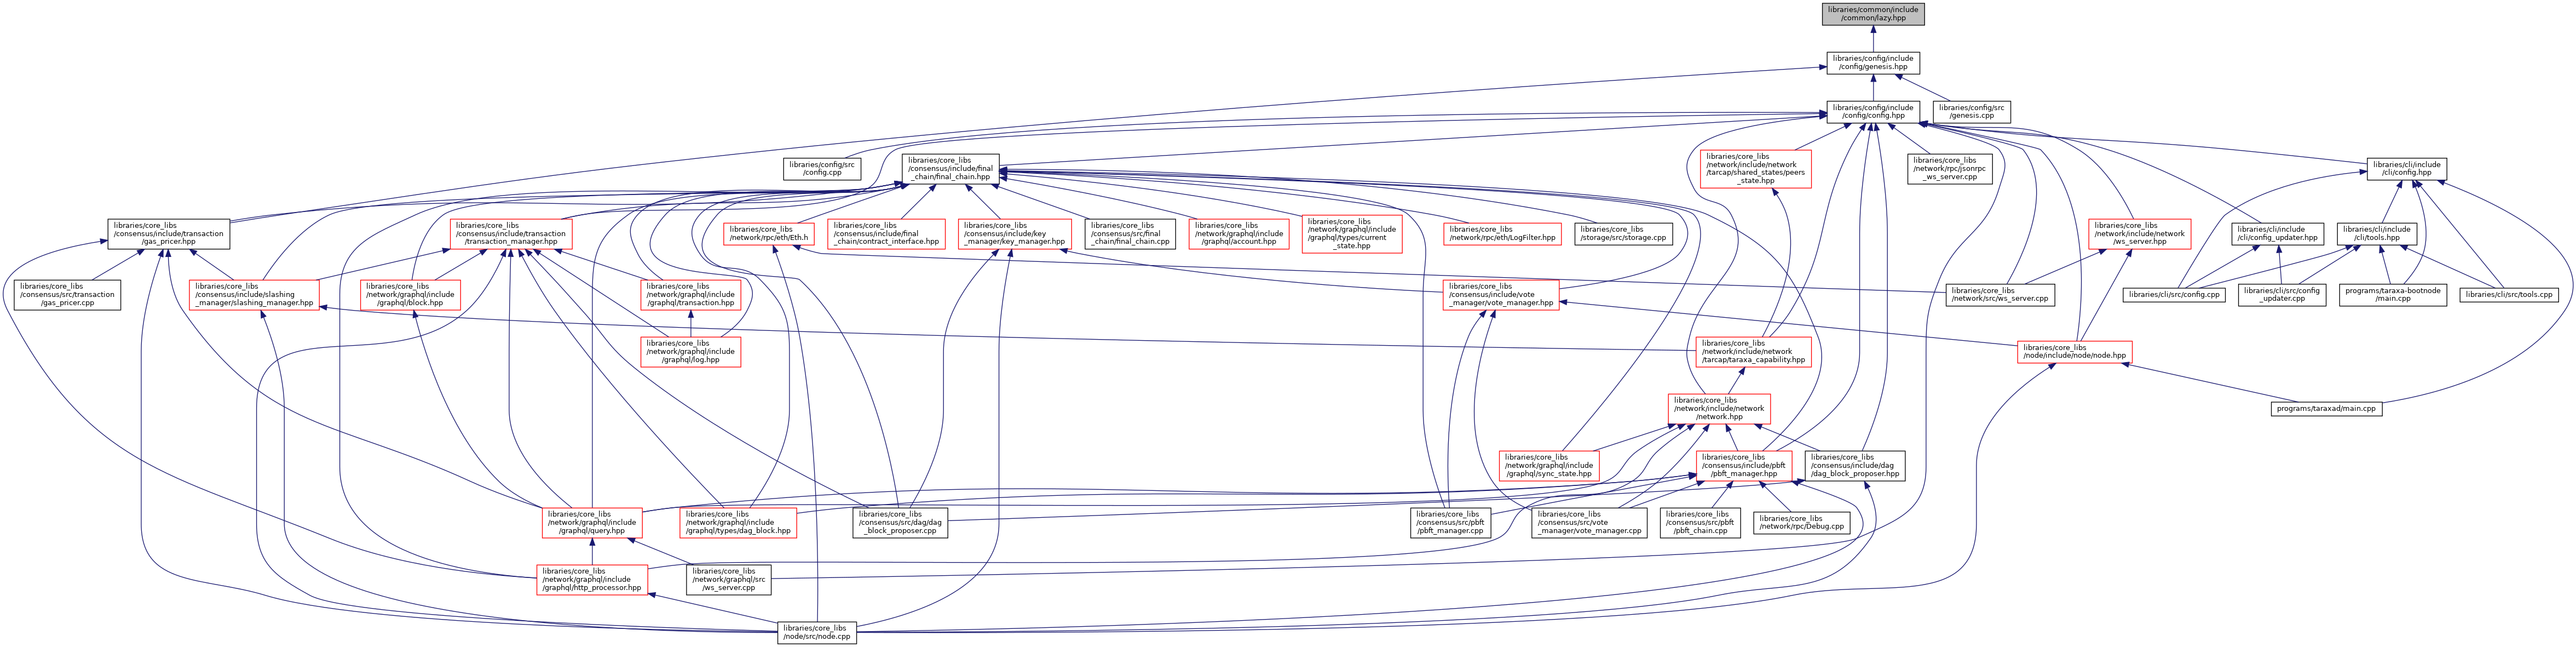 libraries/common/include
/common/lazy.hpp
libraries/config/include
/config/genesis.hpp
libraries/config/include
/config/config.hpp
libraries/config/src
/genesis.cpp
libraries/config/src
/config.cpp
libraries/core_libs
/consensus/include/final
_chain/final_chain.hpp
libraries/core_libs
/network/include/network
/tarcap/shared_states/peers
_state.hpp
libraries/core_libs
/network/rpc/jsonrpc
_ws_server.cpp
libraries/cli/include
/cli/config.hpp
libraries/core_libs
/consensus/include/transaction
/gas_pricer.hpp
libraries/core_libs
/consensus/include/transaction
/transaction_manager.hpp
libraries/core_libs
/network/rpc/eth/Eth.h
libraries/core_libs
/consensus/include/final
_chain/contract_interface.hpp
libraries/core_libs
/consensus/include/key
_manager/key_manager.hpp
libraries/core_libs
/consensus/src/final
_chain/final_chain.cpp
libraries/core_libs
/network/graphql/include
/graphql/account.hpp
libraries/core_libs
/network/graphql/include
/graphql/types/current
_state.hpp
libraries/core_libs
/network/rpc/eth/LogFilter.hpp
libraries/core_libs
/storage/src/storage.cpp
libraries/core_libs
/network/include/network
/ws_server.hpp
libraries/cli/include
/cli/config_updater.hpp
libraries/cli/include
/cli/tools.hpp
libraries/core_libs
/consensus/src/transaction
/gas_pricer.cpp
libraries/core_libs
/consensus/include/slashing
_manager/slashing_manager.hpp
libraries/core_libs
/network/graphql/include
/graphql/block.hpp
libraries/core_libs
/network/graphql/include
/graphql/transaction.hpp
libraries/core_libs
/consensus/include/vote
_manager/vote_manager.hpp
libraries/core_libs
/network/src/ws_server.cpp
libraries/cli/src/config.cpp
libraries/cli/src/config
_updater.cpp
programs/taraxa-bootnode
/main.cpp
libraries/cli/src/tools.cpp
libraries/core_libs
/network/graphql/include
/graphql/log.hpp
libraries/core_libs
/network/include/network
/tarcap/taraxa_capability.hpp
libraries/core_libs
/node/include/node/node.hpp
libraries/core_libs
/network/include/network
/network.hpp
programs/taraxad/main.cpp
libraries/core_libs
/network/graphql/include
/graphql/sync_state.hpp
libraries/core_libs
/consensus/include/pbft
/pbft_manager.hpp
libraries/core_libs
/consensus/include/dag
/dag_block_proposer.hpp
libraries/core_libs
/network/graphql/include
/graphql/query.hpp
libraries/core_libs
/network/graphql/include
/graphql/types/dag_block.hpp
libraries/core_libs
/consensus/src/dag/dag
_block_proposer.cpp
libraries/core_libs
/consensus/src/pbft
/pbft_manager.cpp
libraries/core_libs
/consensus/src/vote
_manager/vote_manager.cpp
libraries/core_libs
/consensus/src/pbft
/pbft_chain.cpp
libraries/core_libs
/network/rpc/Debug.cpp
libraries/core_libs
/network/graphql/include
/graphql/http_processor.hpp
libraries/core_libs
/network/graphql/src
/ws_server.cpp
libraries/core_libs
/node/src/node.cpp